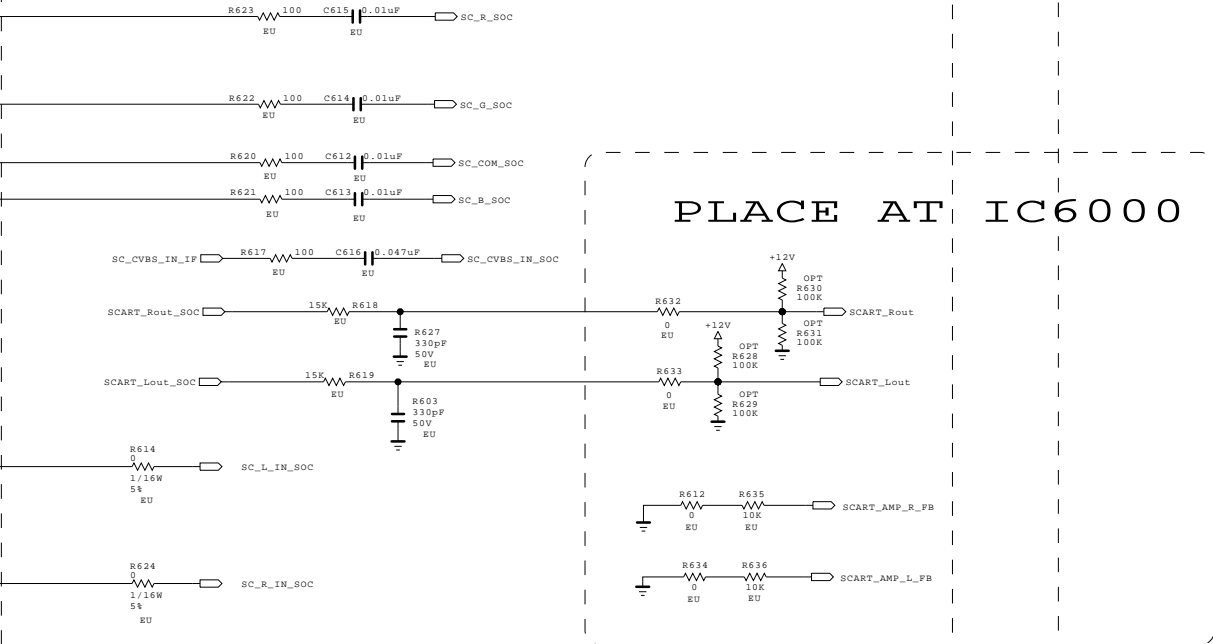 R623 100 C615 0.01uF SC_R_SOC
EU EU
R622 100 C614 0.01uF SC_G_SOC
EU EU
R620 100 C612 0.01uF SC_COM_SOC
EU EU
R621 100 C613 0.01uF SC_B_SOC
EU EU
PLACE AT IC6000
SC_CVBS_IN_IF R617 100 C616 0.047uF SC_CVBS_IN_SOC
EU EU
+12V
OPT
R630
100K
SCART_Rout_SOC 15K R618 R632 SCART_Rout
EU 0
EU
OPT
R631
100K
R627
330pF
50V
EU
+12V
OPT
R628
100K
SCART_Lout_SOC 15K R619 R633 SCART_Lout
EU 0
EU
OPT
R629
100K
R603
330pF
50V
EU
R614
0
1/16W
5%
EU
SC_L_IN_SOC
R612 R635 SCART_AMP_R_FB
0 10K
EU EU
R624
0
1/16W
5%
EU
SC_R_IN_SOC
R634 R636 SCART_AMP_L_FB
0 10K
EU EU